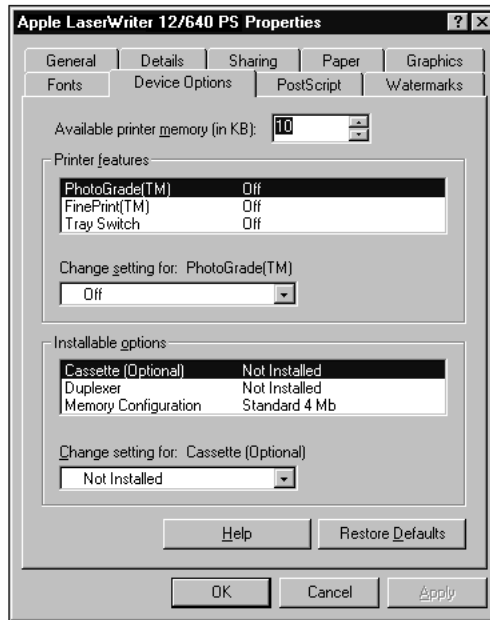 Apple LaserWriter 12/640 PS Properties
General Details Sharing Paper Graphics
Fonts Device Options PostScript Watermarks
Available printer memory (in KB): 10
Printer features
PhotoGrade(TM) Off
FinePrint(TM) Off
Tray Switch Off
Change setting for: PhotoGrade(TM)
Off
Installable options
Cassette (Optional) Not Installed
Duplexer Not Installed
Memory Configuration Standard 4 Mb
Change setting for: Cassette (Optional)
Not Installed
Help Restore Defaults
OK Cancel Apply